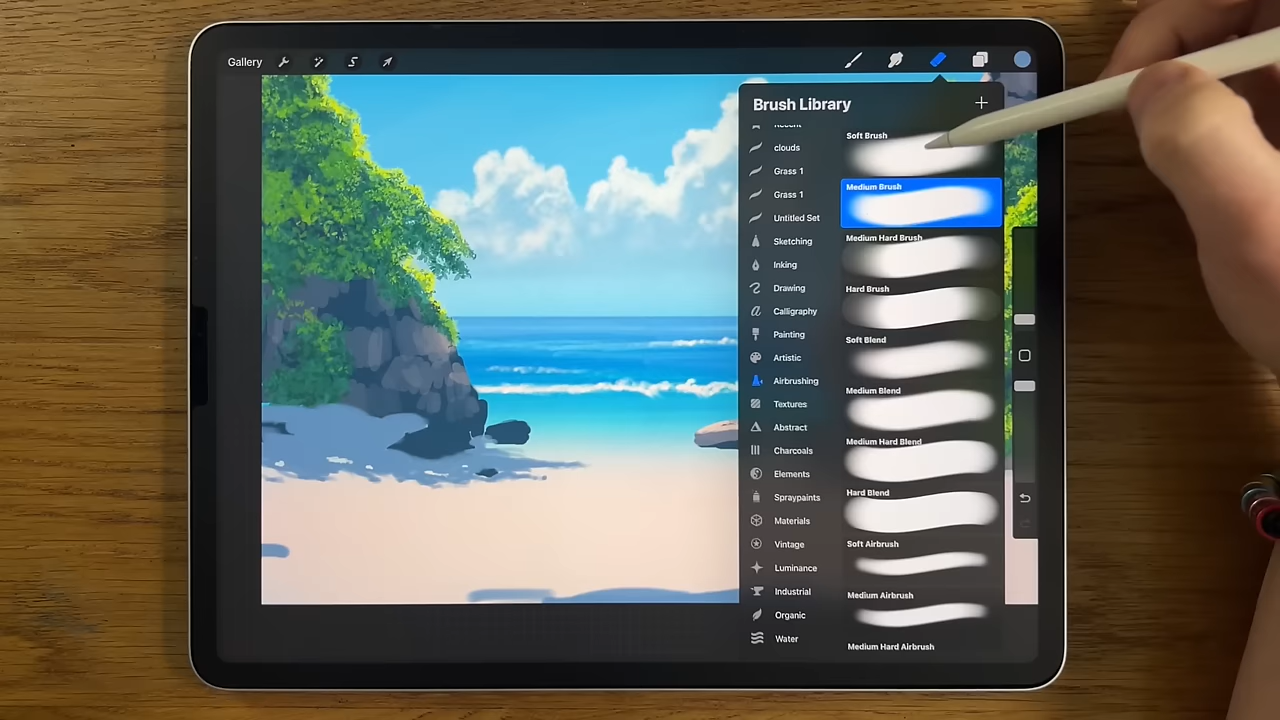 Gallery
Brush Library
Recent
clouds
Grass 1
Grass 1
Untitled Set
Sketching
Inking
Drawing
Calligraphy
Painting
Artistic
Airbrushing
Textures
Abstract
Charcoals
Elements
Spraypaints
Materials
Vintage
Luminance
Industrial
Organic
Water
Soft Brush
Medium Brush
Medium Hard Brush
Hard Brush
Soft Blend
Medium Blend
Medium Hard Blend
Hard Blend
Soft Airbrush
Medium Airbrush
Medium Hard Airbrush